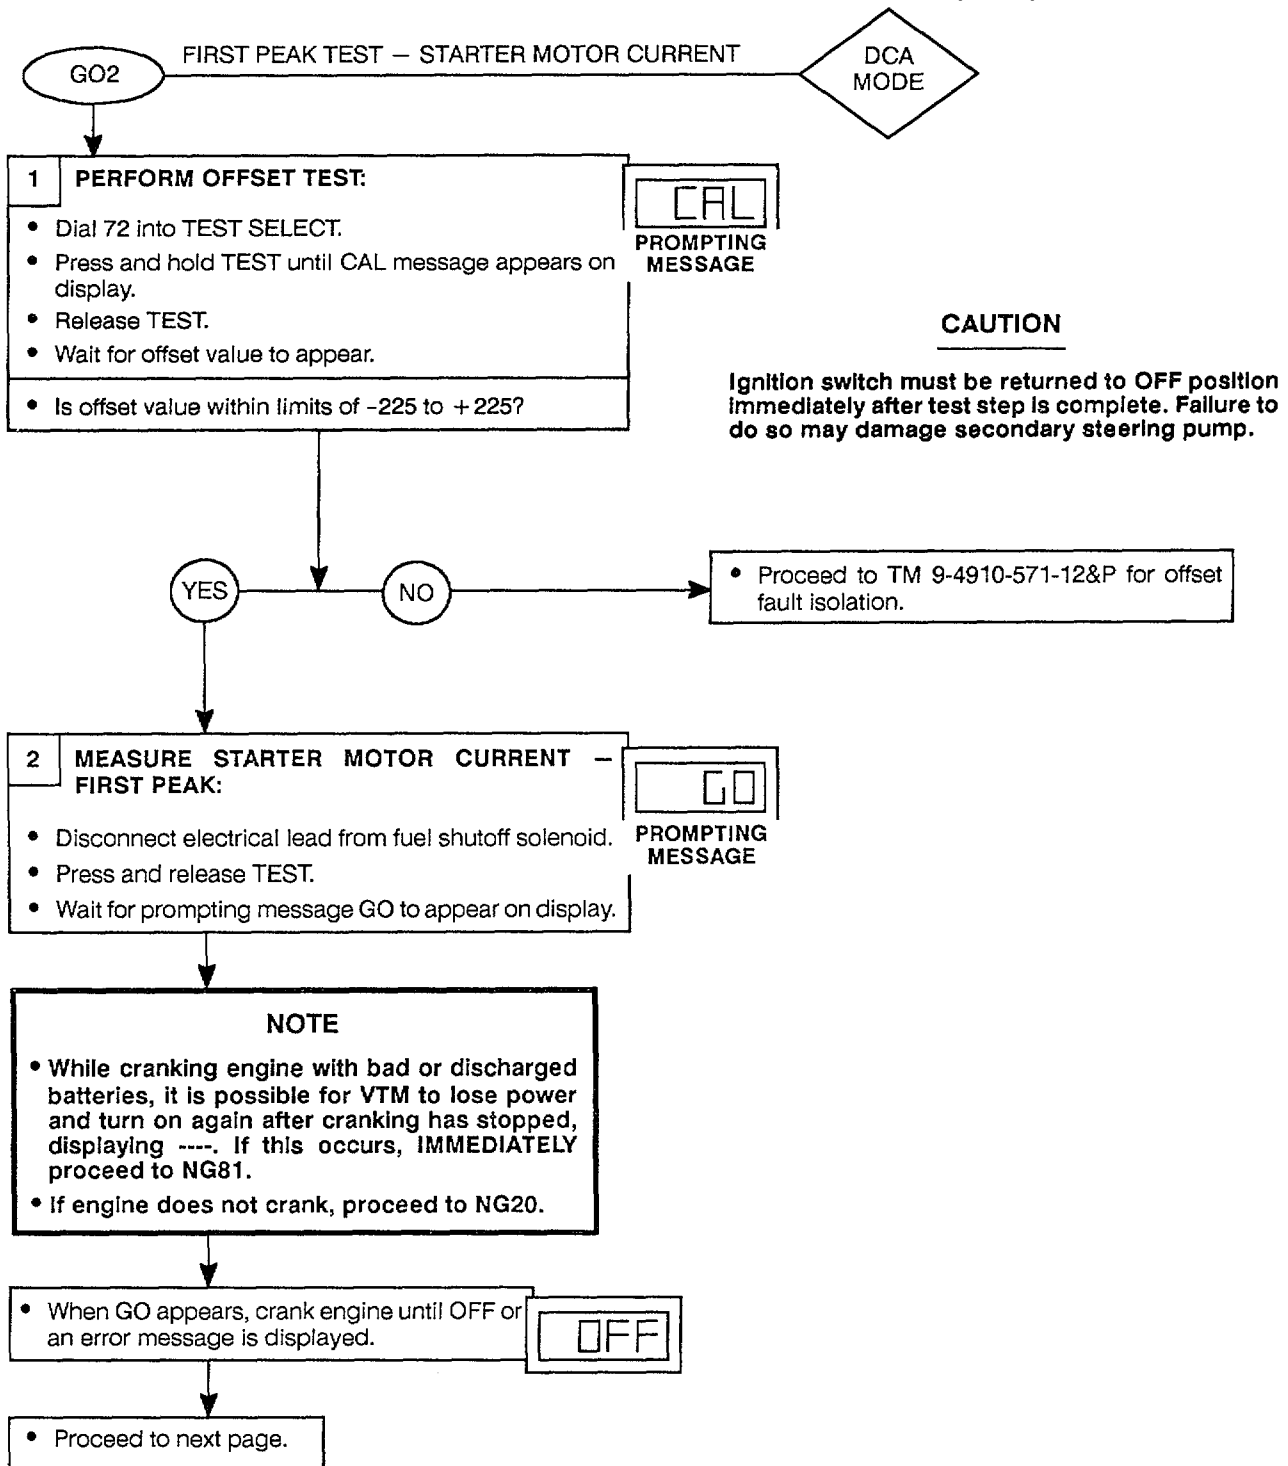 GO2
FIRST PEAK TEST — STARTER MOTOR CURRENT
DCA
MODE
1
PERFORM OFFSET TEST:
• Dial 72 into TEST SELECT.
• Press and hold TEST until CAL message appears on
display.
• Release TEST.
• Wait for offset value to appear.
• Is offset value within limits of -225 to +225?
CAL
PROMPTING
MESSAGE
CAUTION
Ignition switch must be returned to OFF position
immediately after test step is complete. Failure to
do so may damage secondary steering pump.
YES
NO
• Proceed to TM 9-4910-571-12&P for offset
fault isolation.
2
MEASURE STARTER MOTOR CURRENT —
FIRST PEAK:
• Disconnect electrical lead from fuel shutoff solenoid.
• Press and release TEST.
• Wait for prompting message GO to appear on display.
GO
PROMPTING
MESSAGE
NOTE
• While cranking engine with bad or discharged
batteries, it is possible for VTM to lose power
and turn on again after cranking has stopped,
displaying ----. If this occurs, IMMEDIATELY
proceed to NG81.
• If engine does not crank, proceed to NG20.
• When GO appears, crank engine until OFF or
an error message is displayed.
OFF
• Proceed to next page.